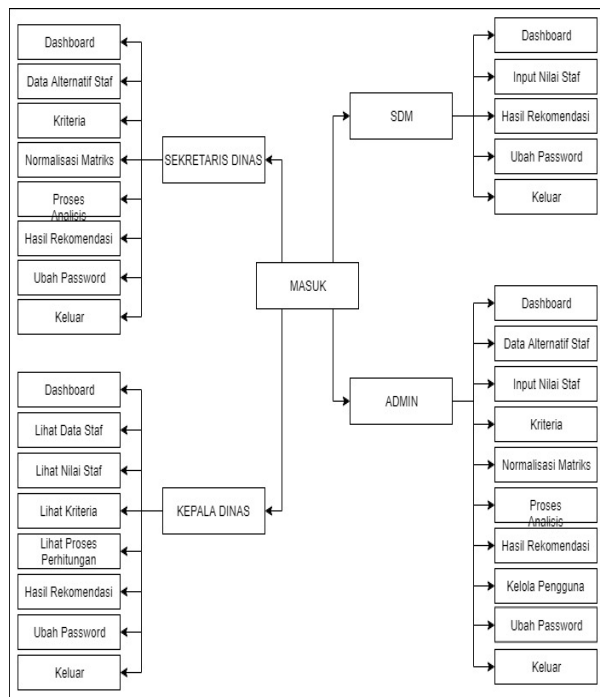 Dashboard
Data Alternatif Staf
Kriteria
Normalisasi Matriks
Proses
Analisis
Hasil Rekomendasi
Ubah Password
Keluar
SEKRETARIS DINAS
SDM
Dashboard
Input Nilai Staf
Hasil Rekomendasi
Ubah Password
Keluar
MASUK
Dashboard
Lihat Data Staf
Lihat Nilai Staf
Lihat Kriteria
Lihat Proses
Perhitungan
Hasil Rekomendasi
Ubah Password
Keluar
KEPALA DINAS
ADMIN
Dashboard
Data Alternatif Staf
Input Nilai Staf
Kriteria
Normalisasi Matriks
Proses
Analisis
Hasil Rekomendasi
Kelola Pengguna
Ubah Password
Keluar